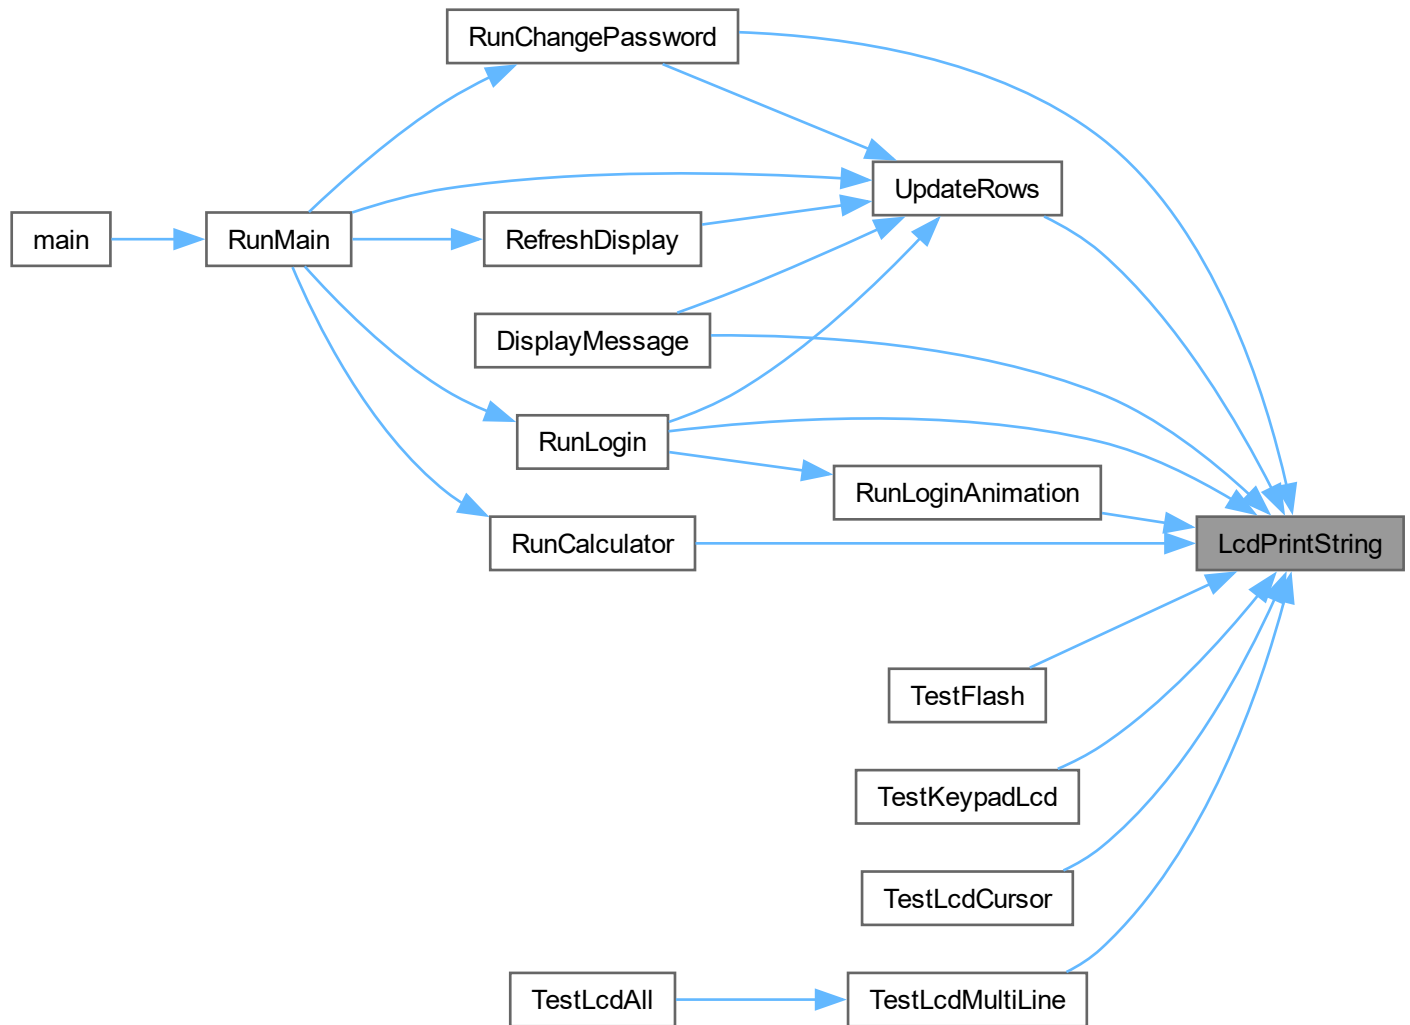 RunChangePassword
UpdateRows
main
RunMain
RefreshDisplay
DisplayMessage
RunLogin
RunLoginAnimation
RunCalculator
LcdPrintString
TestFlash
TestKeypadLcd
TestLcdCursor
TestLcdAll
TestLcdMultiLine